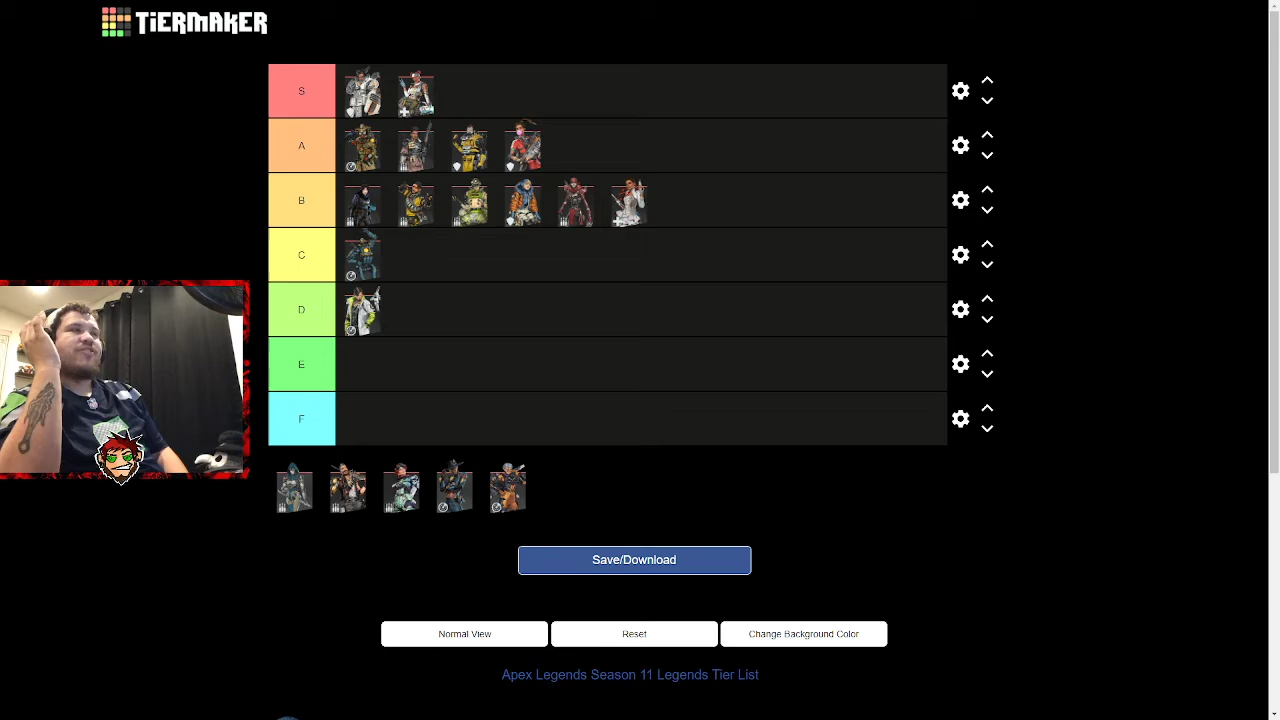 TiERMAKER
S
A
B
C
D
E
F
Save/Download
Normal View
Reset
Change Background Color
Apex Legends Season 11 Legends Tier List